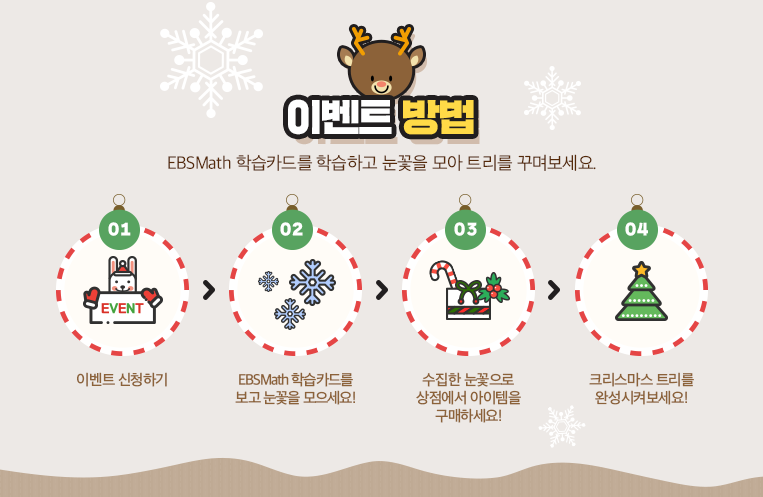 이벤트 방법
EBSMath 학습카드를 학습하고 눈꽃을 모아 트리를 꾸며보세요.
01
EVENT
이벤트 신청하기
02
EBSMath 학습카드를
보고 눈꽃을 모으세요!
03
수집한 눈꽃으로
상점에서 아이템을
구매하세요!
04
크리스마스 트리를
완성시켜보세요!